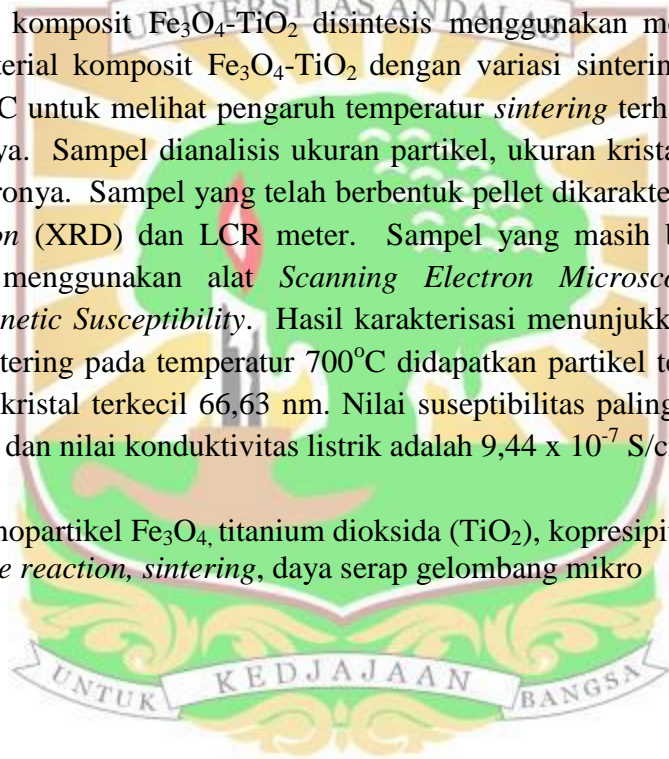 UNIVERSITAS ANDALAS
komposit Fe₃O₄-TiO₂ disintesis menggunakan me
terial komposit Fe₃O₄-TiO₂ dengan variasi sinterin
C untuk melihat pengaruh temperatur sintering terh
ya. Sampel dianalisis ukuran partikel, ukuran krista
ronya. Sampel yang telah berbentuk pellet dikarakte
on (XRD) dan LCR meter. Sampel yang masih b
menggunakan alat Scanning Electron Microsco
netic Susceptibility. Hasil karakterisasi menunjukk
tering pada temperatur 700°C didapatkan partikel te
kristal terkecil 66,63 nm. Nilai suseptibilitas paling
dan nilai konduktivitas listrik adalah 9,44 x 10⁻⁷ S/c
nopartikel Fe₃O₄, titanium dioksida (TiO₂), kopresipit
e reaction, sintering, daya serap gelombang mikro
UNTUK KEDJAJAAN BANGSA